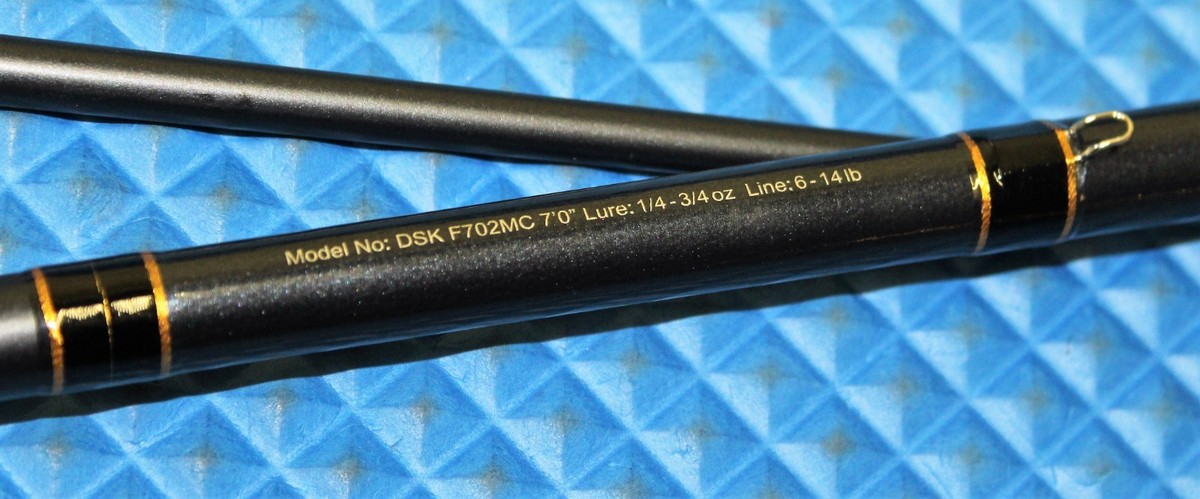 Model No: DSK F702MC 7'0" Lure: 1/4-3/4 oz Line: 6-14 lb